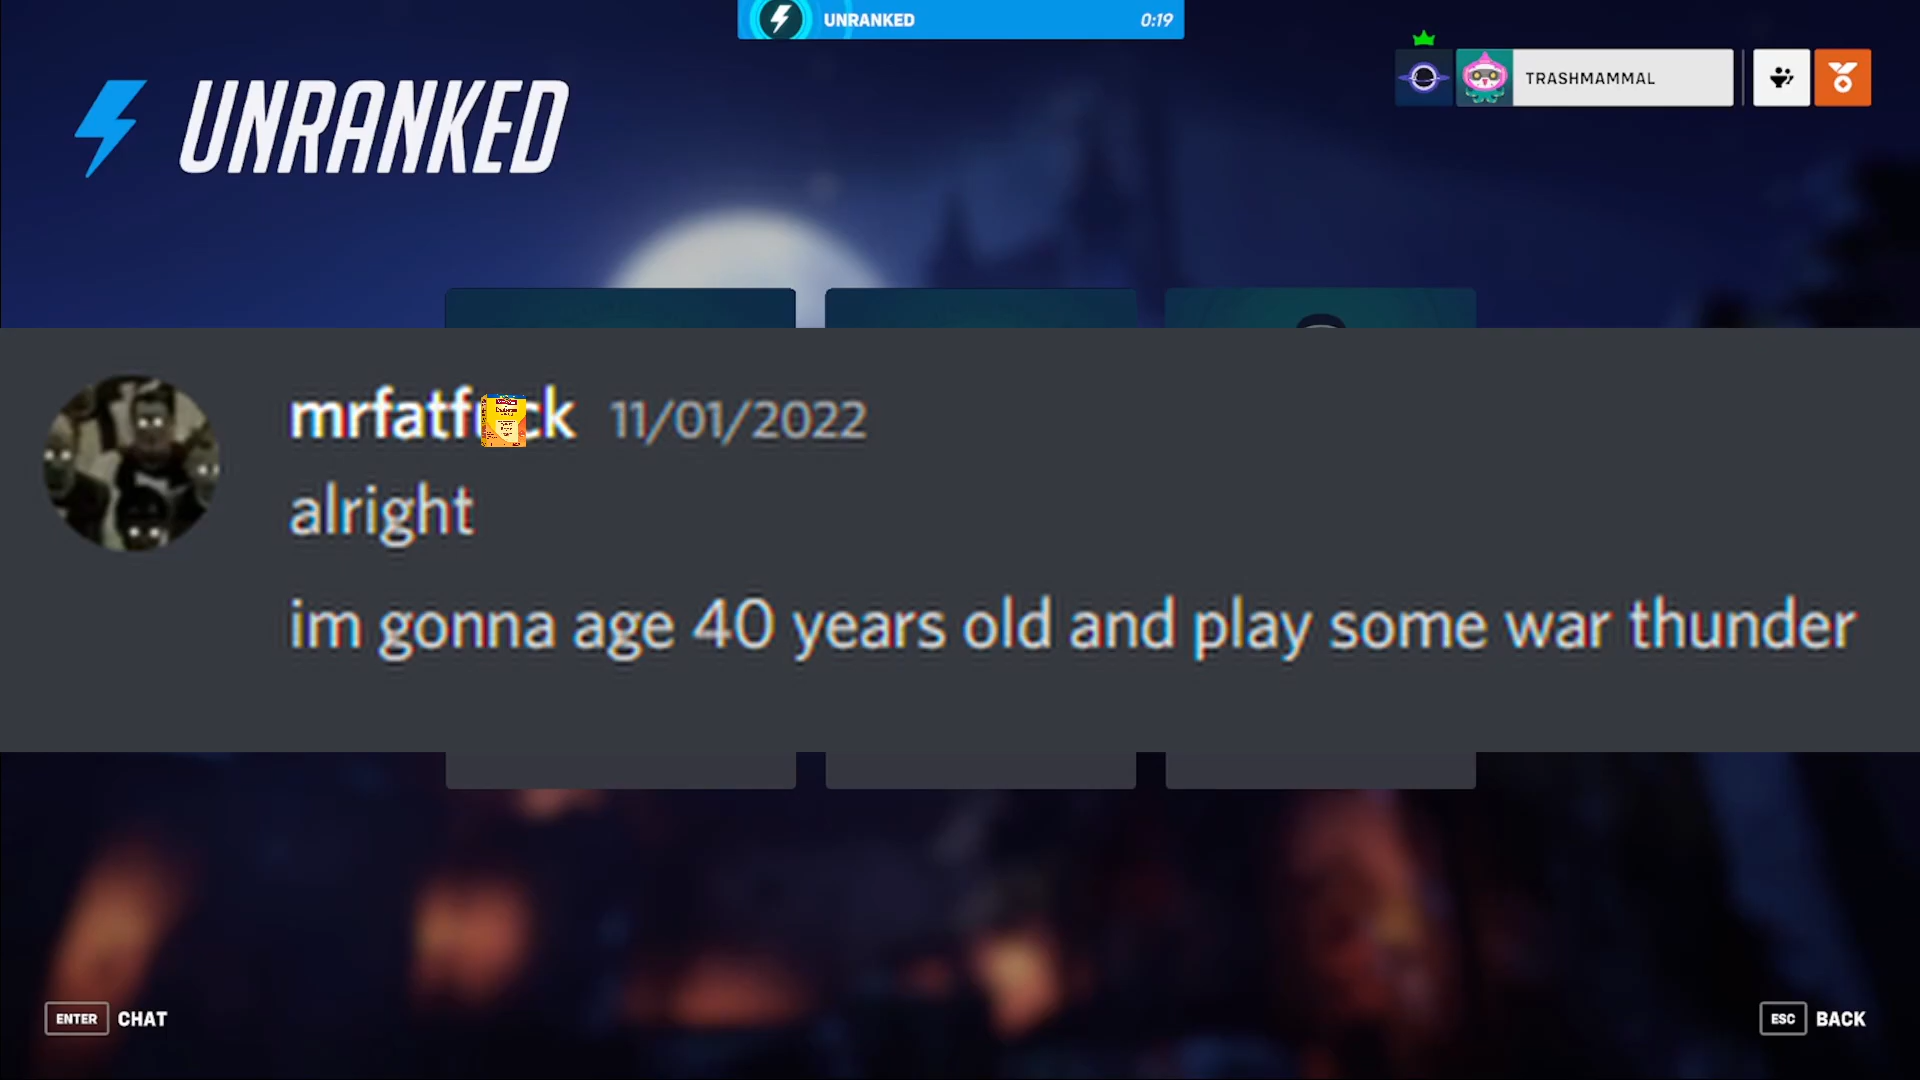 UNRANKED 0:19
UNRANKED
TRASHMAMMAL
mrfatf ck 11/01/2022
alright
im gonna age 40 years old and play some war thunder
ENTER CHAT
ESC BACK